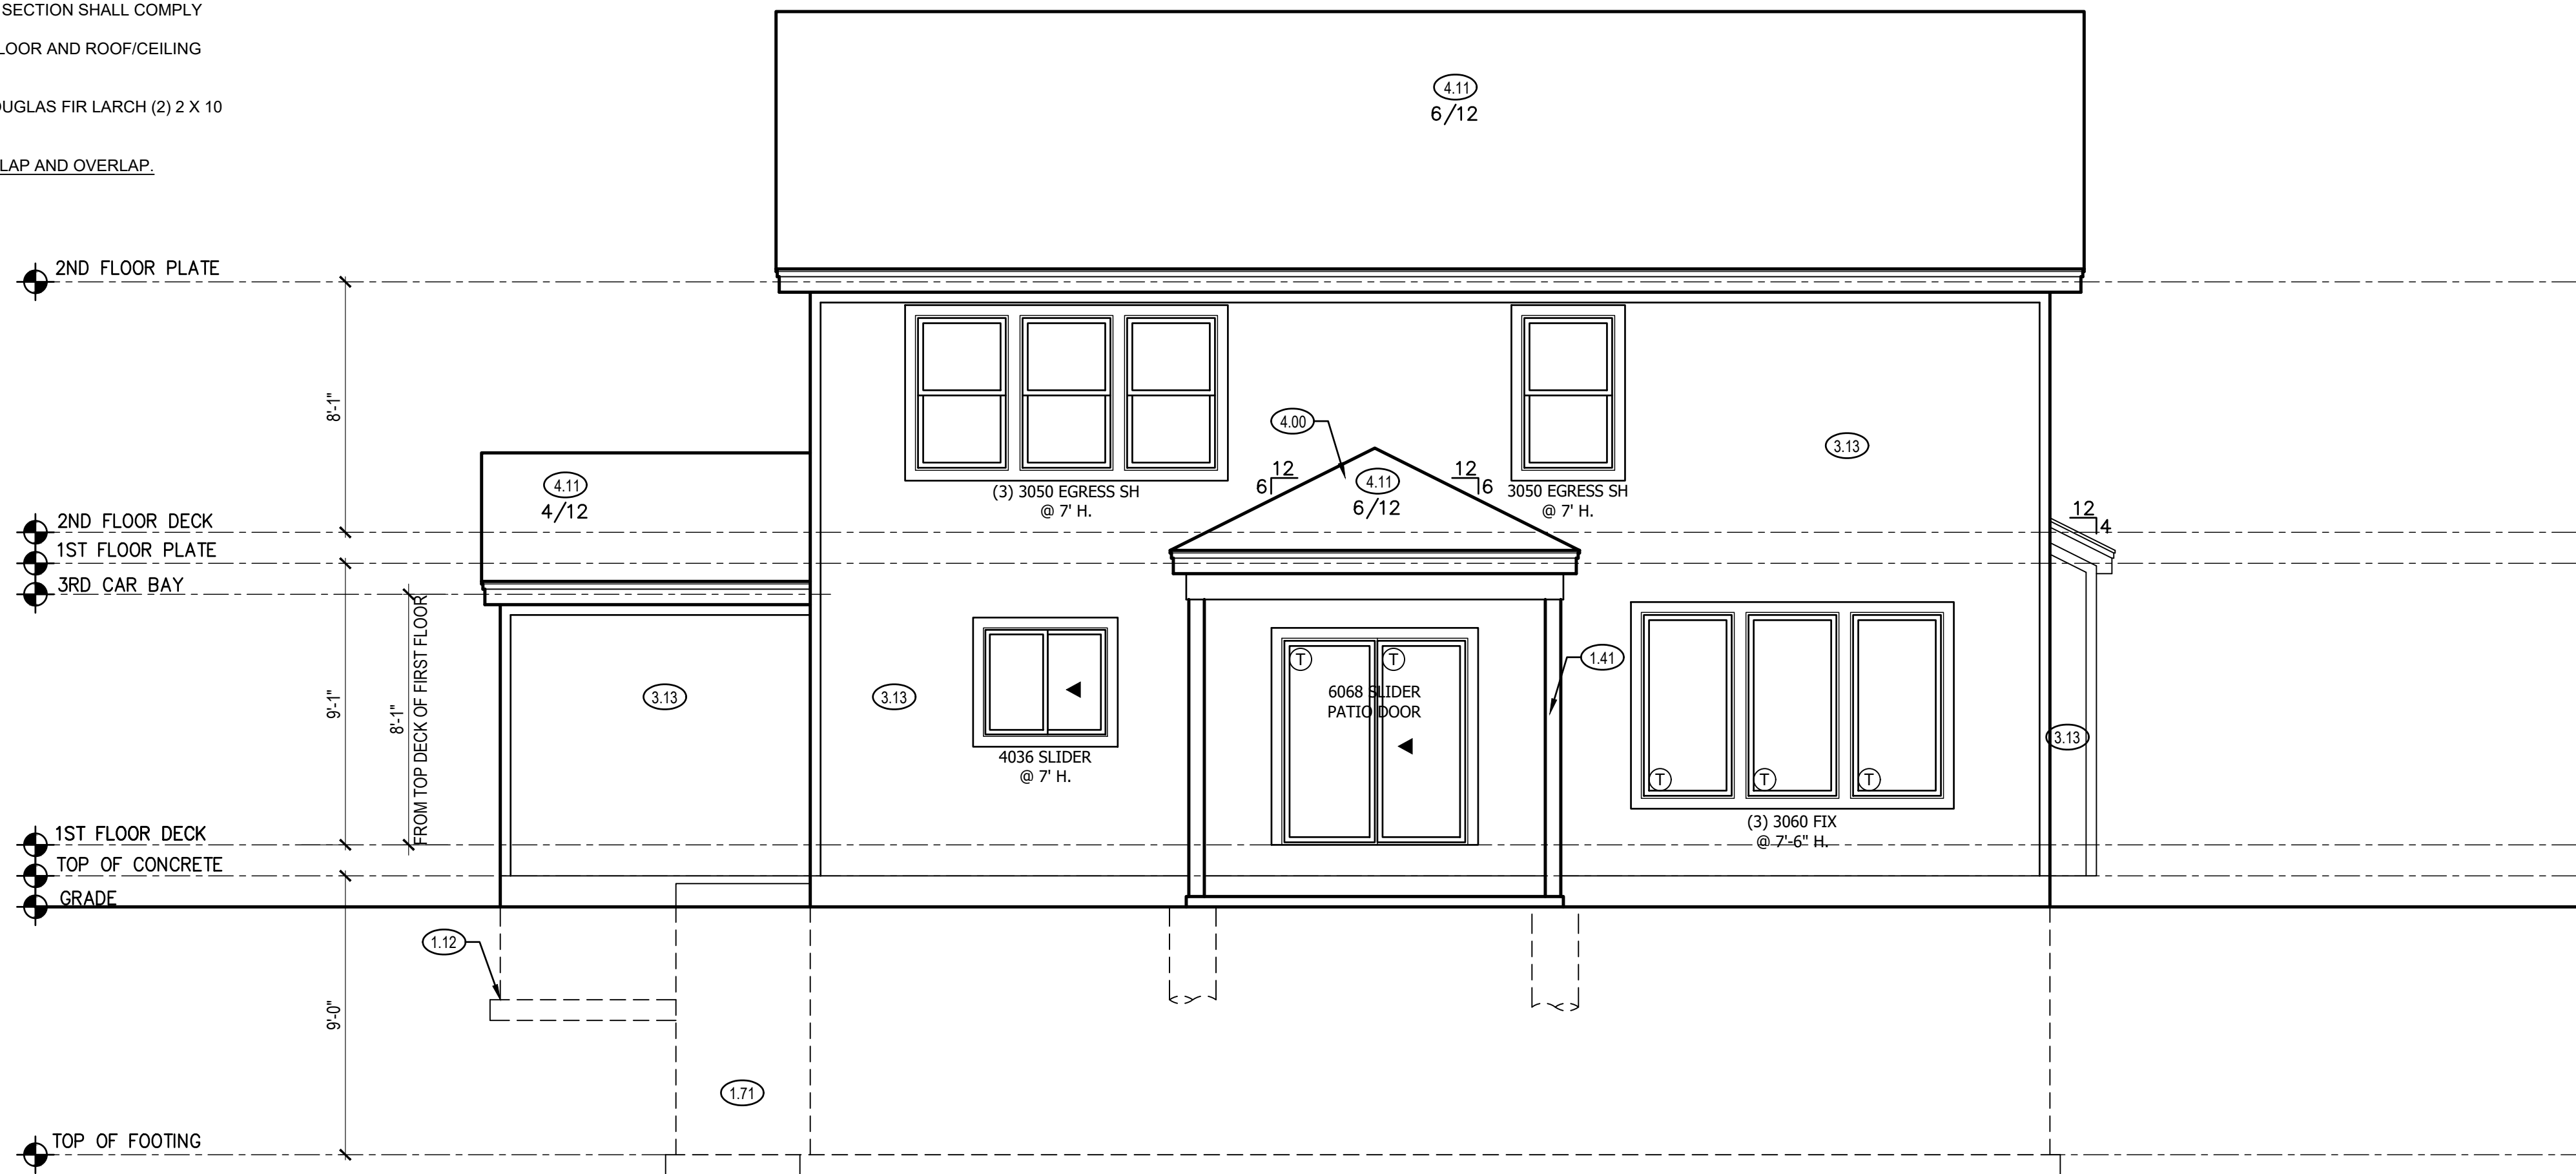 SECTION SHALL COMPLY
LOOR AND ROOF/CEILING
OUGLAS FIR LARCH (2) 2 X 10
LAP AND OVERLAP.
4.11
6/12
2ND FLOOR PLATE
8'-1"
4.00
3.13
12
6
4.11
6/12
12
6
(3) 3050 EGRESS SH
@ 7' H.
3050 EGRESS SH
@ 7' H.
4.11
4/12
12
4
2ND FLOOR DECK
1ST FLOOR PLATE
3RD CAR BAY
9'-1"
8'-1"
FROM TOP DECK OF FIRST FLOOR
3.13
3.13
4036 SLIDER
@ 7' H.
T
T
6068 SLIDER
PATIO DOOR
1.41
T
T
T
(3) 3060 FIX
@ 7'-6" H.
3.13
1ST FLOOR DECK
TOP OF CONCRETE
GRADE
1.12
9'-0"
1.71
TOP OF FOOTING